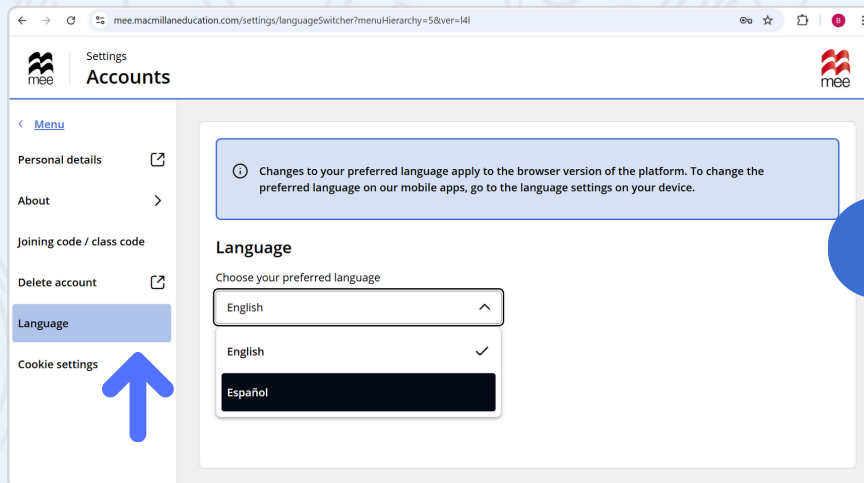 mee.macmillaneducation.com/settings/languageSwitcher?menuHierarchy=5&ver=l4l
B
mee
Settings
Accounts
mee
Menu
Personal details
About
Joining code / class code
Delete account
Language
Cookie settings
Changes to your preferred language apply to the browser version of the platform. To change the
preferred language on our mobile apps, go to the language settings on your device.
Language
Choose your preferred language
English
English
Español